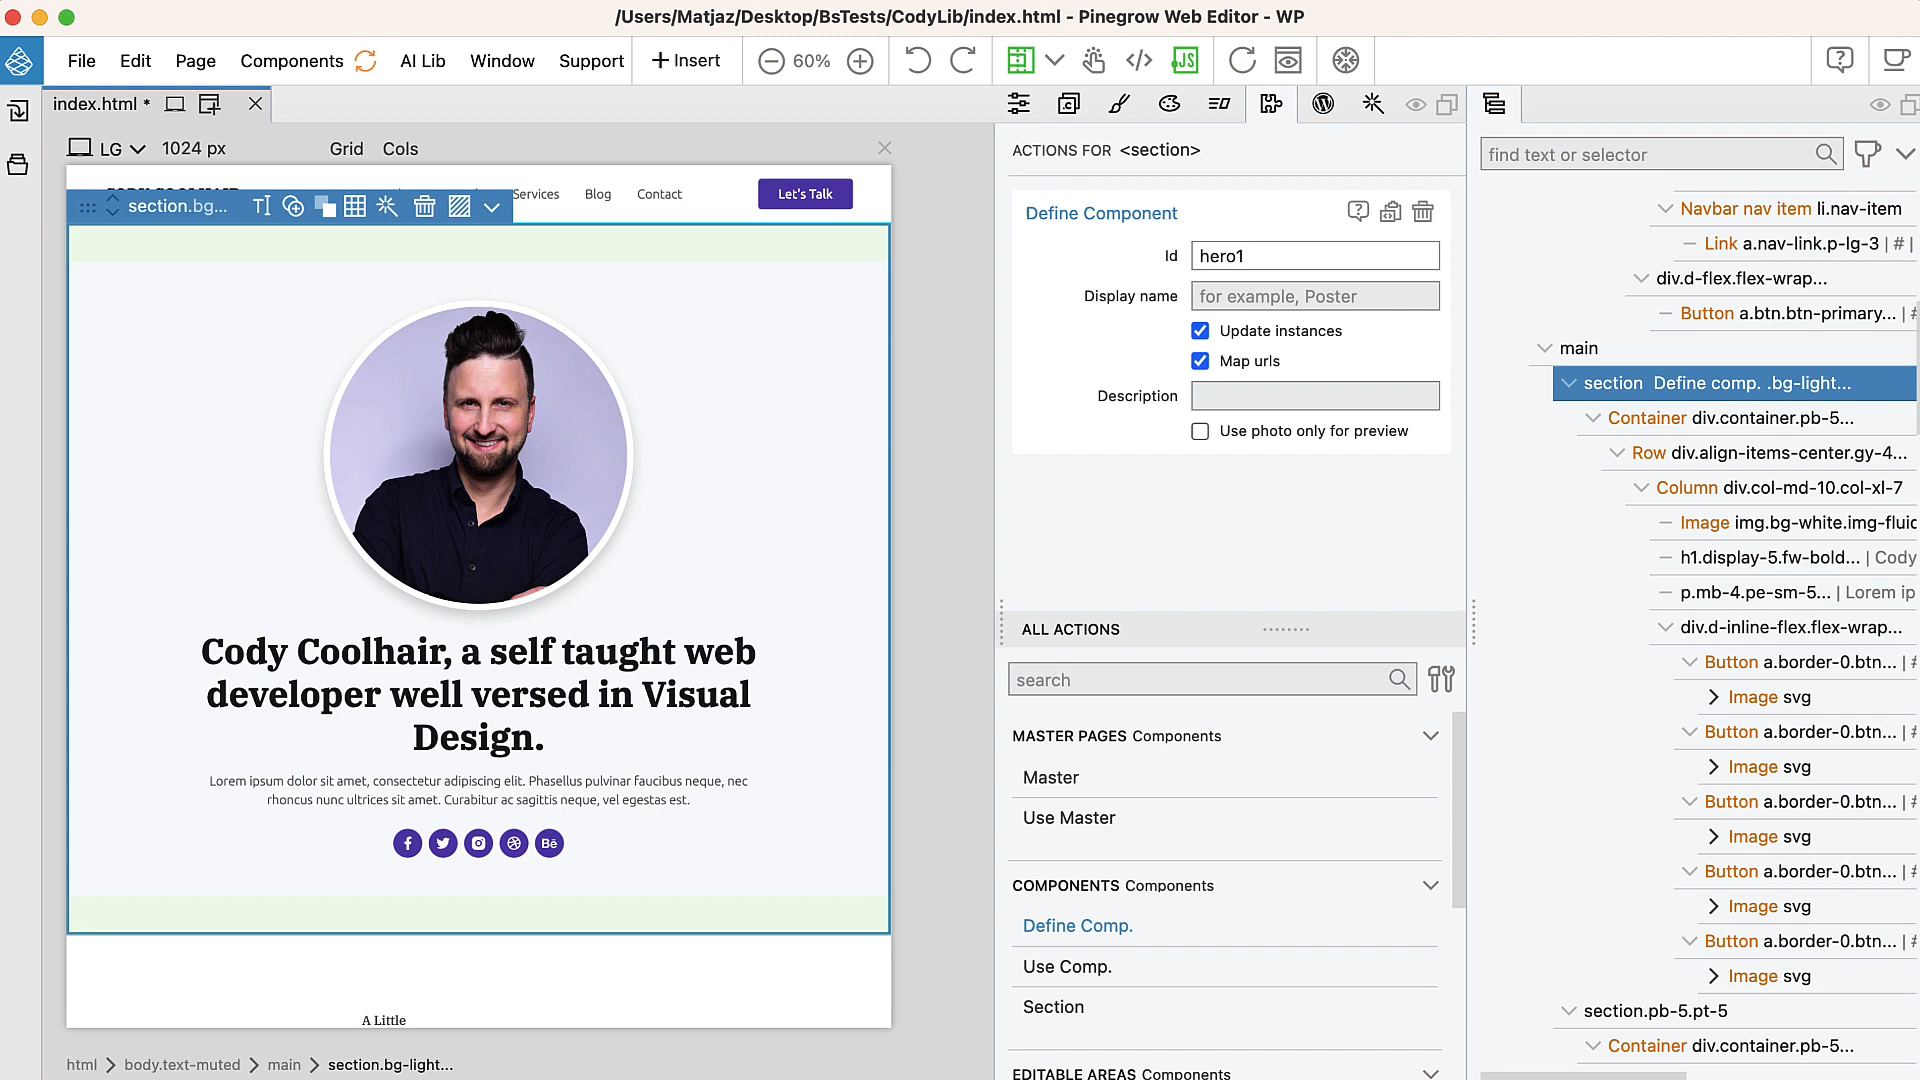 /Users/Matjaz/Desktop/BsTests/CodyLib/index.html - Pinegrow Web Editor - WP
File Edit Page Components AI Lib Window Support + Insert 60% JS
index.html *
LG 1024 px Grid Cols
Services Blog Contact Let's Talk
section.bg...
Cody Coolhair, a self taught web
developer well versed in Visual
Design.
Lorem ipsum dolor sit amet, consectetur adipiscing elit. Phasellus pulvinar faucibus neque, nec
rhoncus nunc ultrices sit amet. Curabitur ac sagittis neque, vel egestas est.
Bē
A Little
html > body.text-muted > main > section.bg-light...
ACTIONS FOR <section>
Define Component
Id hero1
Display name for example, Poster
Update instances
Map urls
Description
Use photo only for preview
ALL ACTIONS
search
MASTER PAGES Components
Master
Use Master
COMPONENTS Components
Define Comp.
Use Comp.
Section
EDITABLE AREAS Components
find text or selector
Navbar nav item li.nav-item
Link a.nav-link.p-lg-3 | # |
div.d-flex.flex-wrap...
Button a.btn.btn-primary... | #
main
section Define comp. .bg-light...
Container div.container.pb-5...
Row div.align-items-center.gy-4...
Column div.col-md-10.col-xl-7
Image img.bg-white.img-fluid
h1.display-5.fw-bold... | Cody
p.mb-4.pe-sm-5... | Lorem ip
div.d-inline-flex.flex-wrap...
Button a.border-0.btn... | #
Image svg
Button a.border-0.btn... | #
Image svg
Button a.border-0.btn... | #
Image svg
Button a.border-0.btn... | #
Image svg
Button a.border-0.btn... | #
Image svg
section.pb-5.pt-5
Container div.container.pb-5...